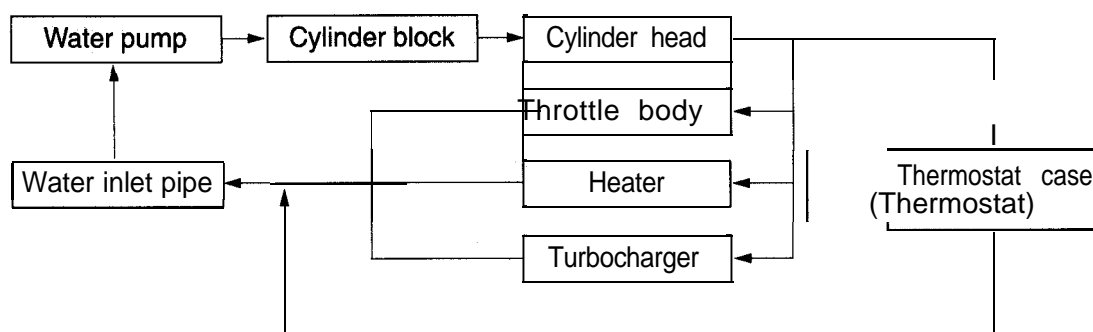 Water pump
Cylinder block
Cylinder head
Throttle body
Water inlet pipe
Heater
Thermostat case
(Thermostat)
Turbocharger